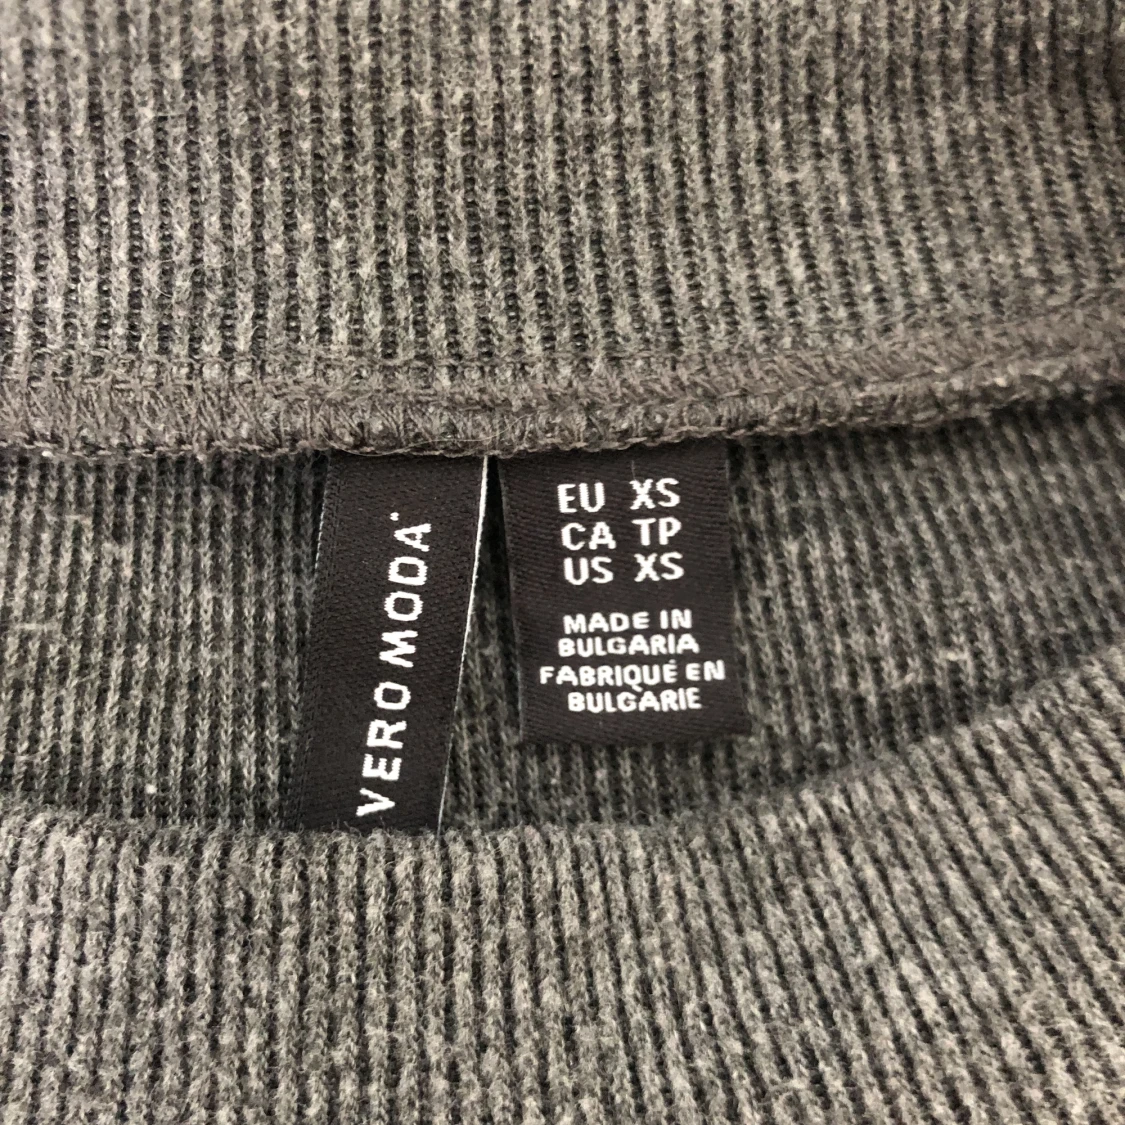 VERO MODA
EU XS
CA TP
US XS
MADE IN
BULGARIA
FABRIQUÉ EN
BULGARIE